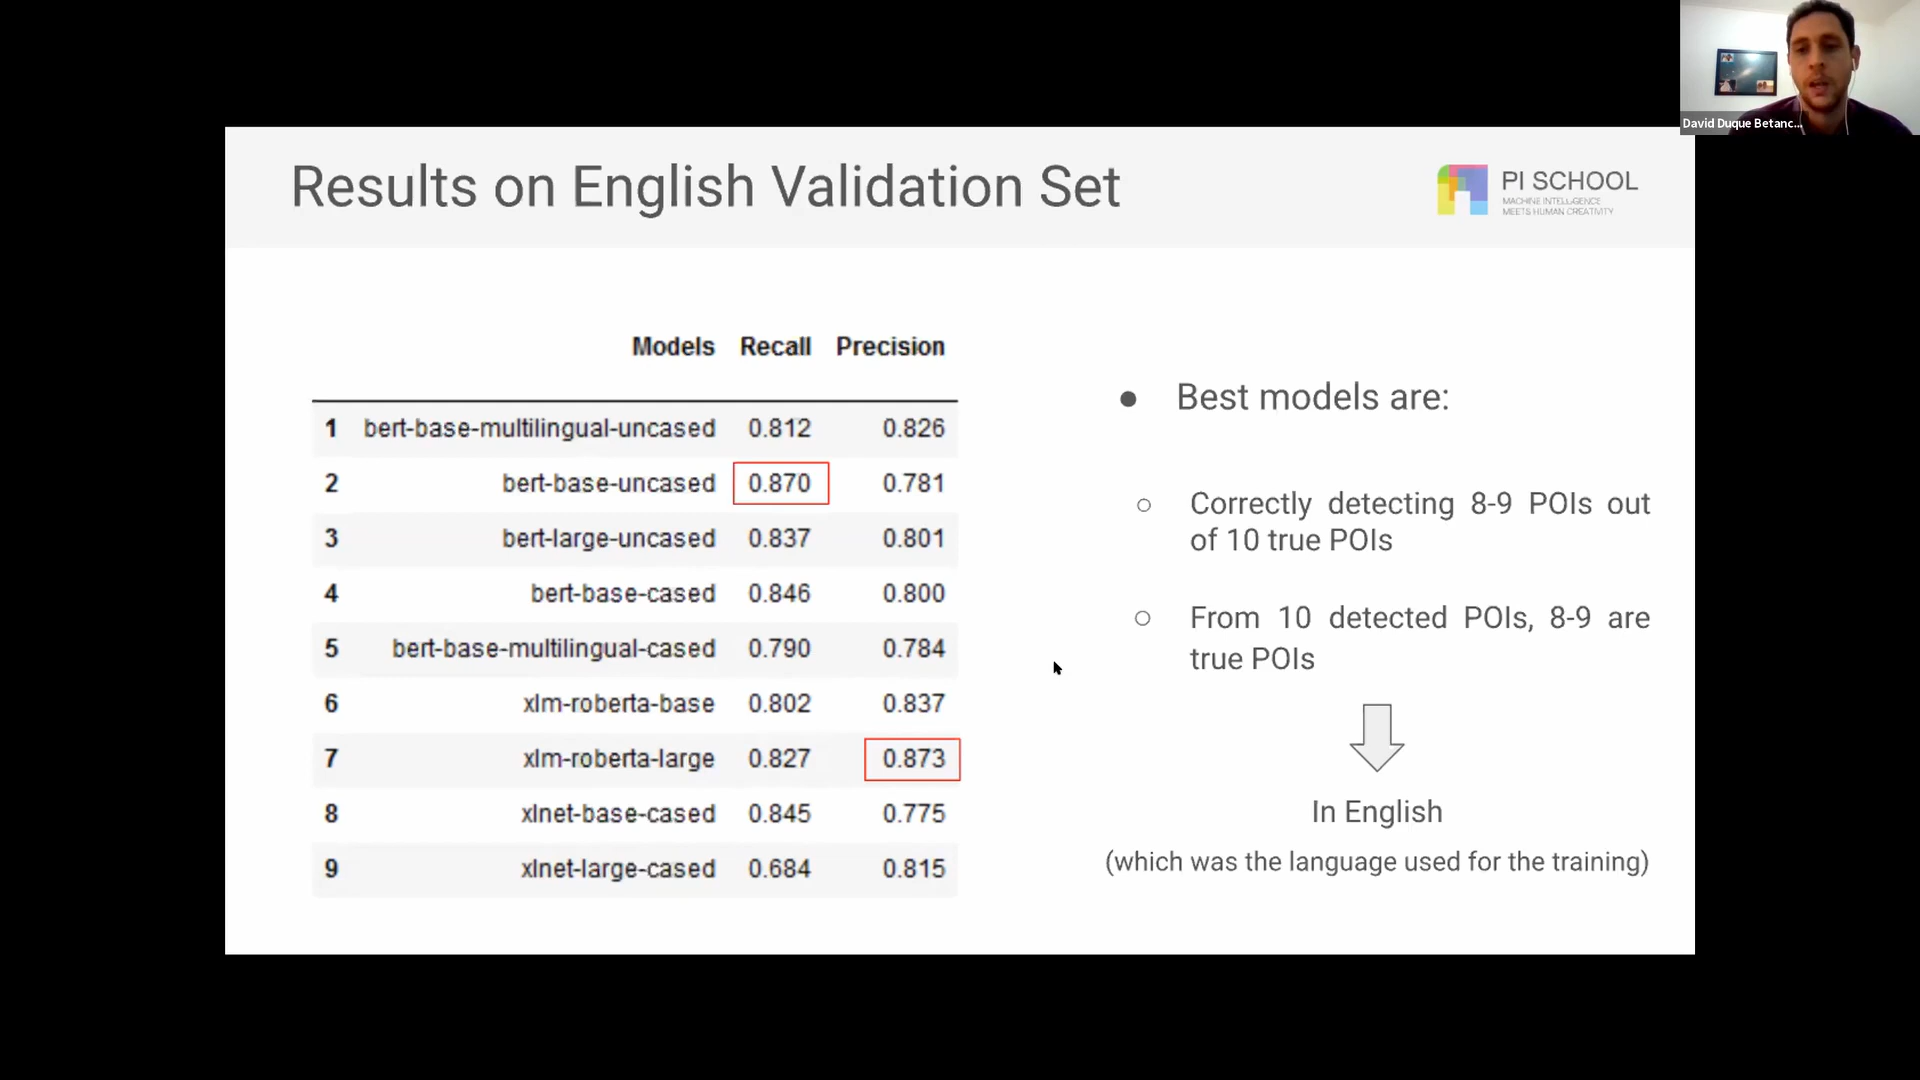 David Duque Betanc...
Results on English Validation Set
PI SCHOOL
MACHINE INTELLIGENCE
MEETS HUMAN CREATIVITY
Models Recall Precision
1 bert-base-multilingual-uncased 0.812 0.826
2 bert-base-uncased 0.870 0.781
3 bert-large-uncased 0.837 0.801
4 bert-base-cased 0.846 0.800
5 bert-base-multilingual-cased 0.790 0.784
6 xlm-roberta-base 0.802 0.837
7 xlm-roberta-large 0.827 0.873
8 xlnet-base-cased 0.845 0.775
9 xlnet-large-cased 0.684 0.815
● Best models are:
○ Correctly detecting 8-9 POIs out
of 10 true POIs
○ From 10 detected POIs, 8-9 are
true POIs
In English
(which was the language used for the training)